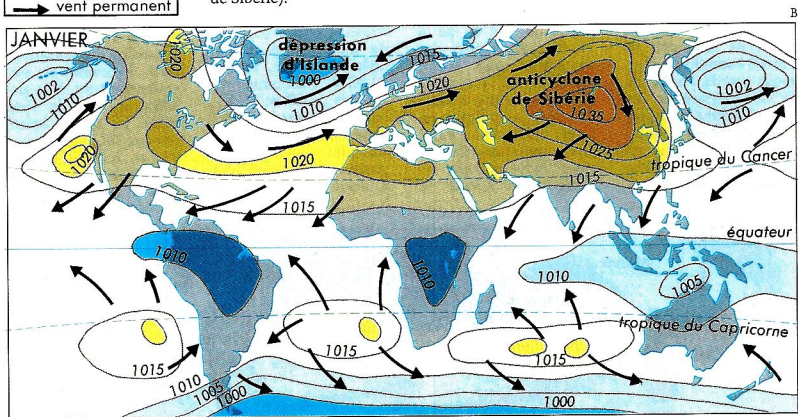 vent permanent
de Sibérie).
B
JANVIER
1020
dépression
d'Islande
1000
1015
1002
1010
1010
1020
anticyclone
de Sibérie
1035
1002
1010
1025
1020
1020
tropique du Cancer
1015
1015
équateur
1010
1010
1010
1005
tropique du Capricorne
1015
1015
1015
1010
1005
1000
1000